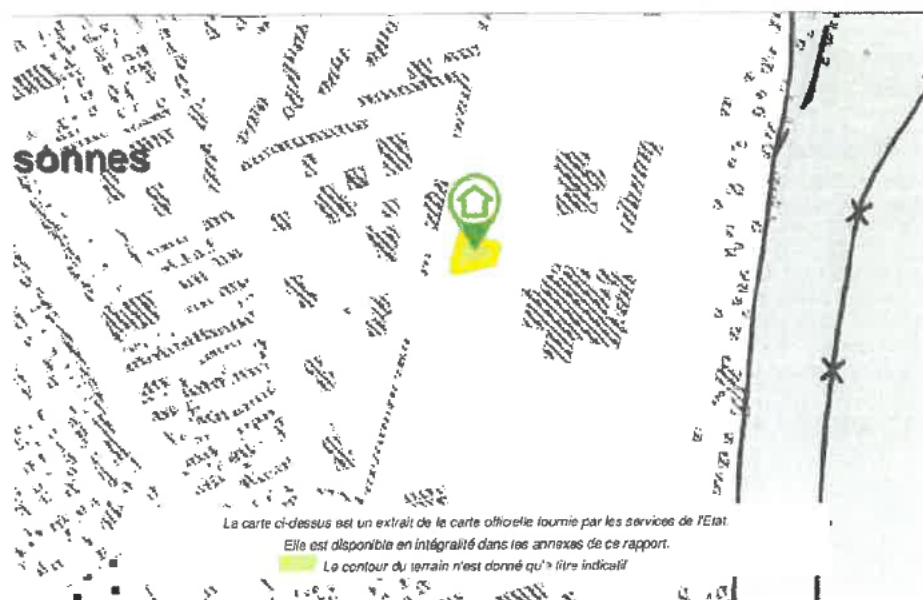 sonnes
La carte ci-dessus est un extrait de la carte officielle fournie par les services de l'Etat.
Elle est disponible en intégralité dans les annexes de ce rapport.
Le contour du terrain n'est donné qu'à titre indicatif